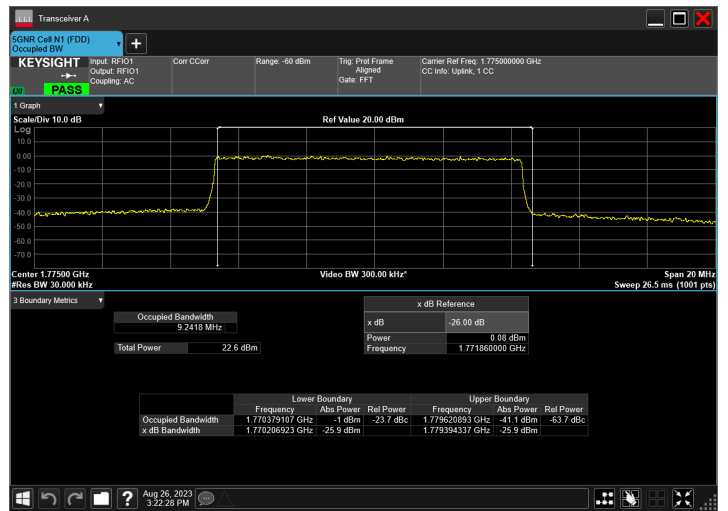 Transceiver A
5GNR Cell N1 (FDD)
Occupied BW
KEYSIGHT
PASS
Input: RFIO1
Output: RFIO1
Coupling: AC
Corr CCorr
Range: -60 dBm
Trig: Prot Frame
Aligned
Gate: FFT
Carrier Ref Freq: 1.775000000 GHz
CC Info: Uplink, 1 CC
1 Graph
Scale/Div 10.0 dB
Ref Value 20.00 dBm
Log
10.0
0.00
-10.0
-20.0
-30.0
-40.0
-50.0
-60.0
-70.0
Center 1.77500 GHz
Video BW 300.00 kHz*
Span 20 MHz
#Res BW 30.000 kHz
Sweep 26.5 ms (1001 pts)
3 Boundary Metrics
Occupied Bandwidth
9.2418 MHz
Total Power 22.6 dBm
x dB Reference
x dB -26.00 dB
Power 0.08 dBm
Frequency 1.771860000 GHz
Lower Boundary Upper Boundary
Frequency Abs Power Rel Power Frequency Abs Power Rel Power
Occupied Bandwidth 1.770379107 GHz -1 dBm -23.7 dBc 1.779620893 GHz -41.1 dBm -63.7 dBc
x dB Bandwidth 1.770206923 GHz -25.9 dBm 1.779394337 GHz -25.9 dBm
?
Aug 26, 2023
3:22:28 PM